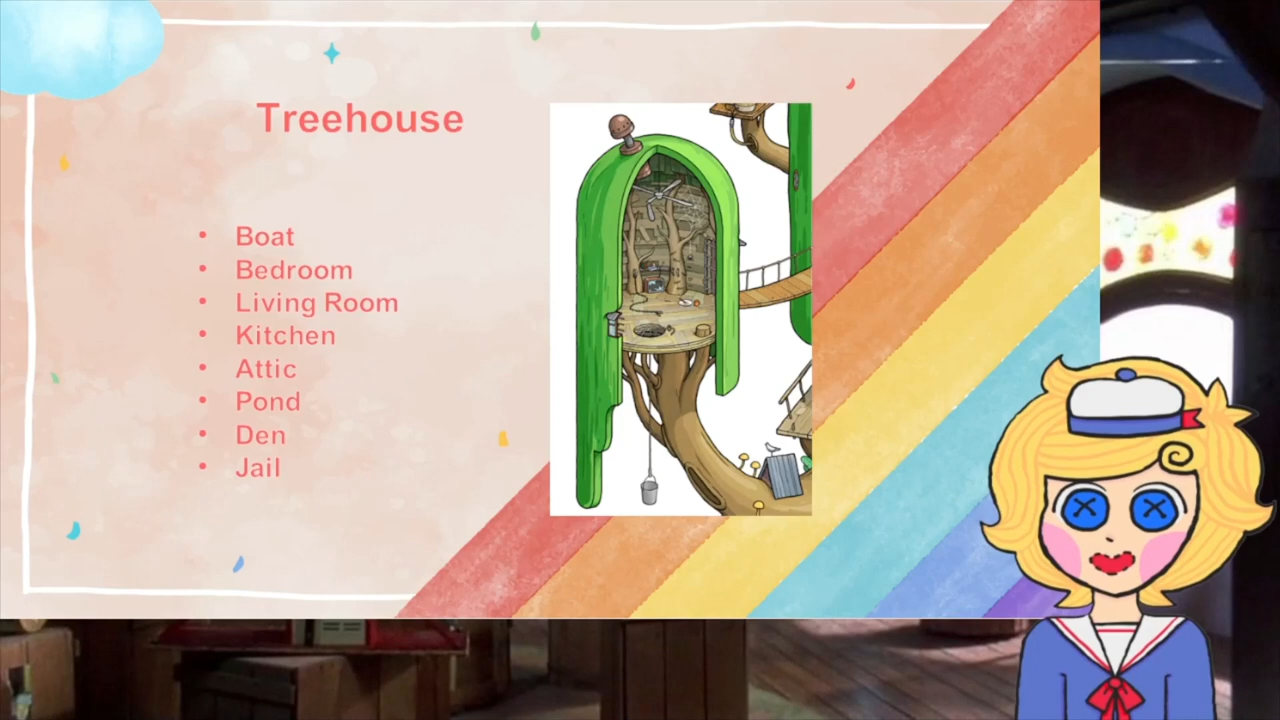 Treehouse
• Boat
• Bedroom
• Living Room
• Kitchen
• Attic
• Pond
• Den
• Jail